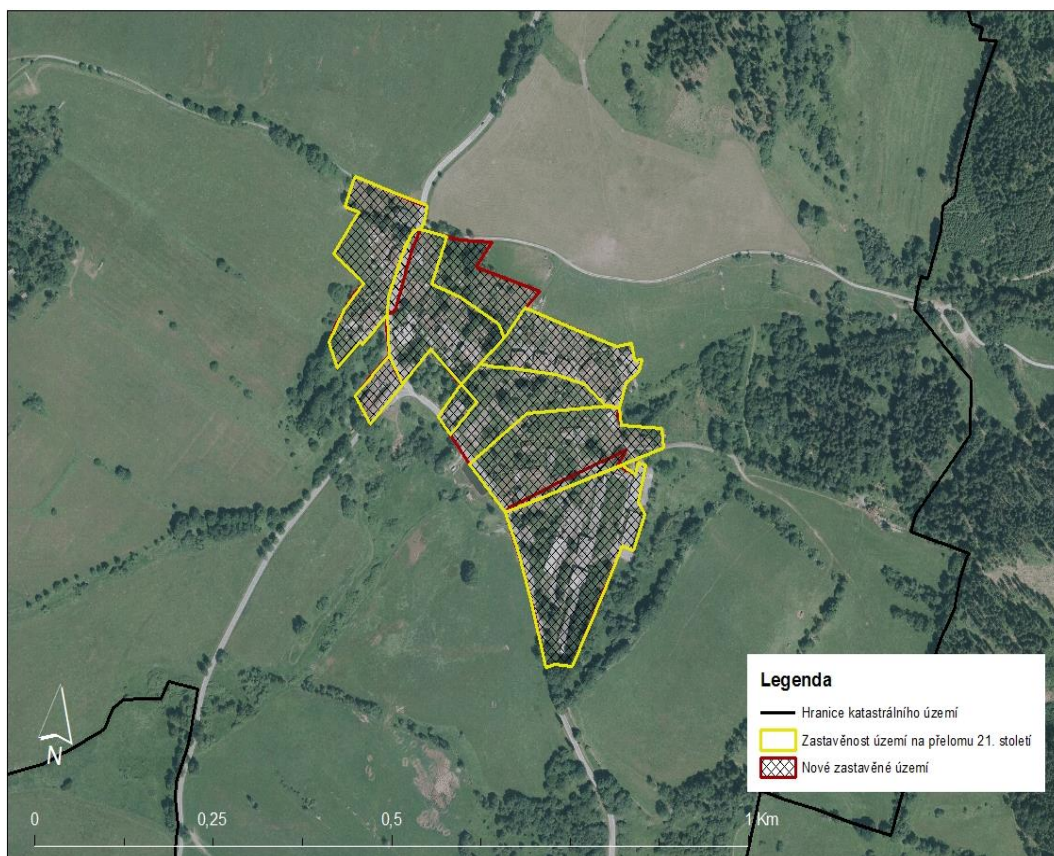 Legenda
Hranice katastrálního území
Zastavěnost území na přelomu 21. století
Nové zastavěné území
N
0 0,25 0,5 1 Km